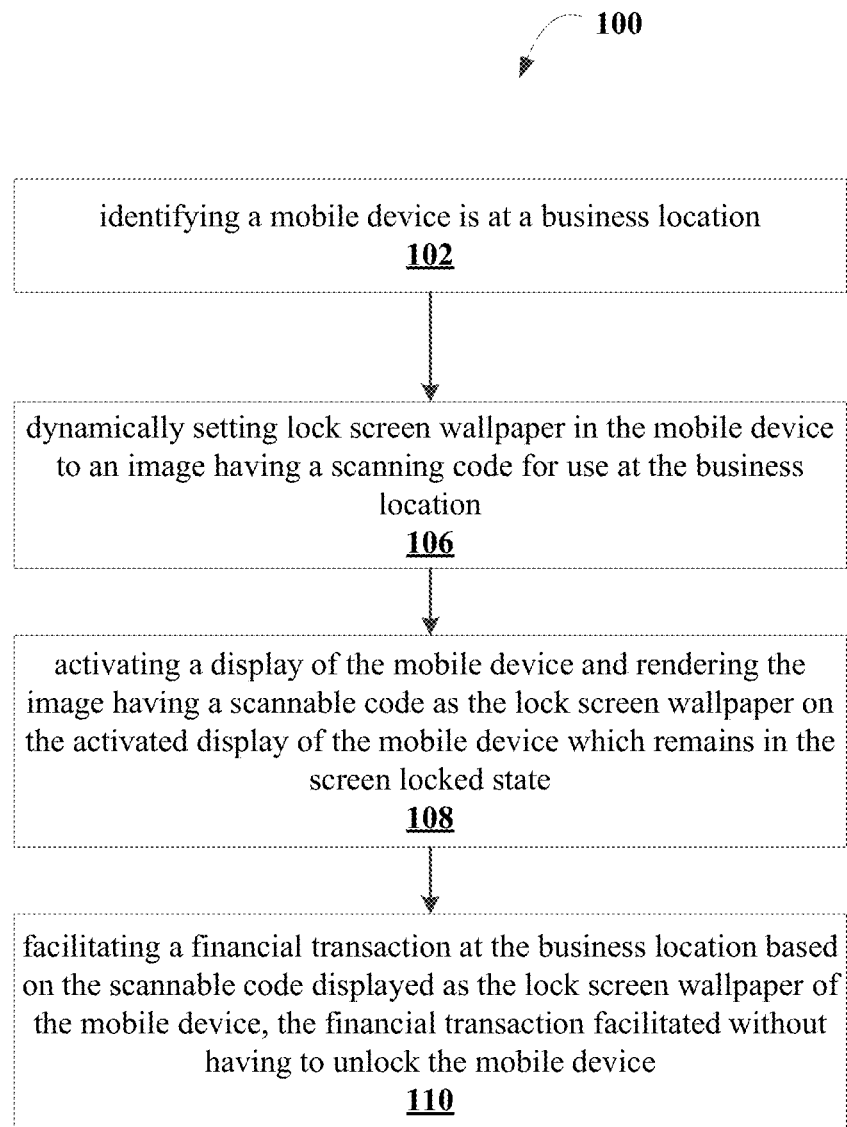 100
identifying a mobile device is at a business location
102
dynamically setting lock screen wallpaper in the mobile device
to an image having a scanning code for use at the business
location
106
activating a display of the mobile device and rendering the
image having a scannable code as the lock screen wallpaper on
the activated display of the mobile device which remains in the
screen locked state
108
facilitating a financial transaction at the business location based
on the scannable code displayed as the lock screen wallpaper of
the mobile device, the financial transaction facilitated without
having to unlock the mobile device
110